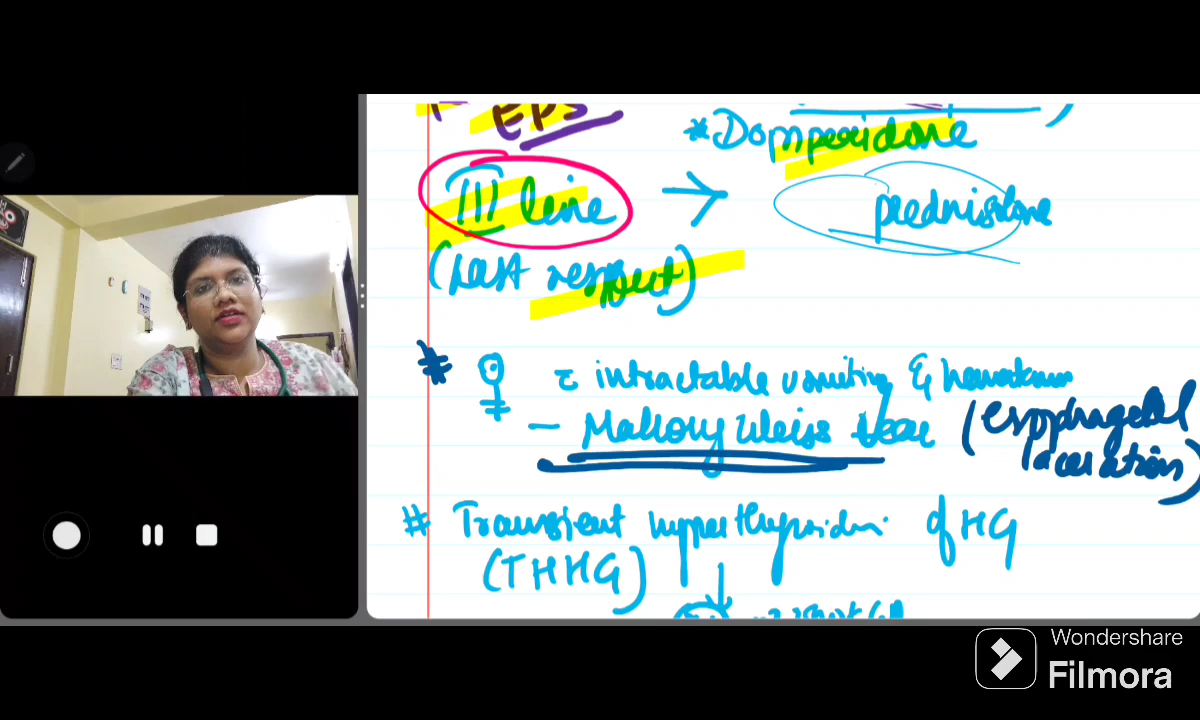 EPS
*Domperidone
III line → prednisolone
(Last resort)
* ♀ c̄ intractable vomiting &
— Mallory Weiss tear (esophageal laceration)
# Transient hyperthyroidism of HG
(THHG)
Wondershare
Filmora